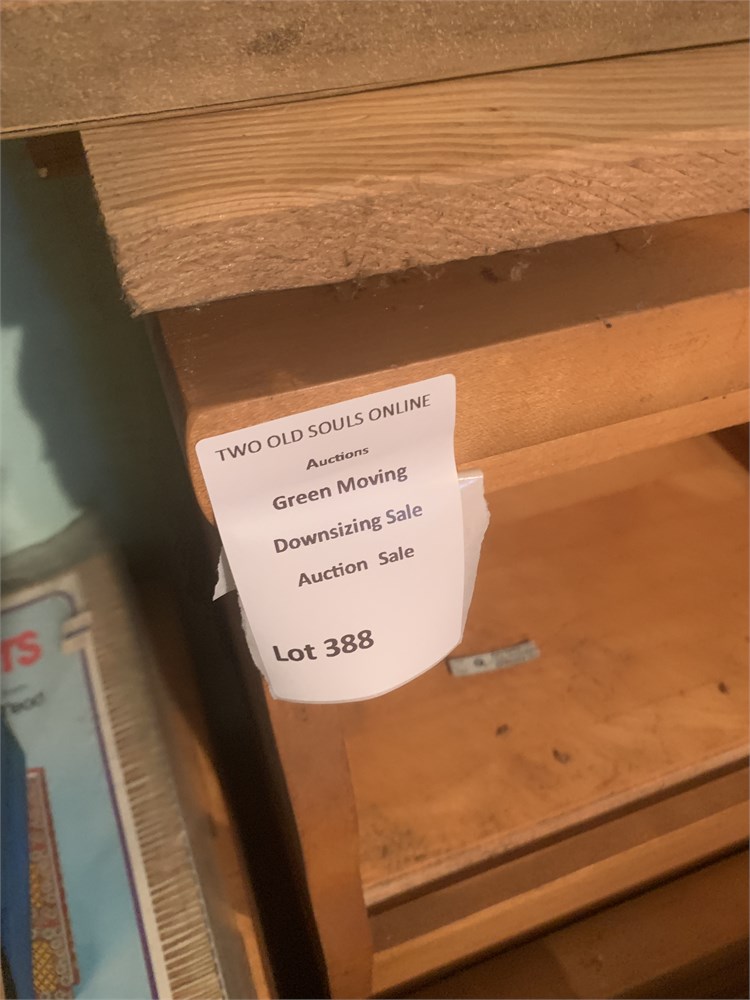 TWO OLD SOULS ONLINE
Auctions
Green Moving
Downsizing Sale
Auction Sale
Lot 388